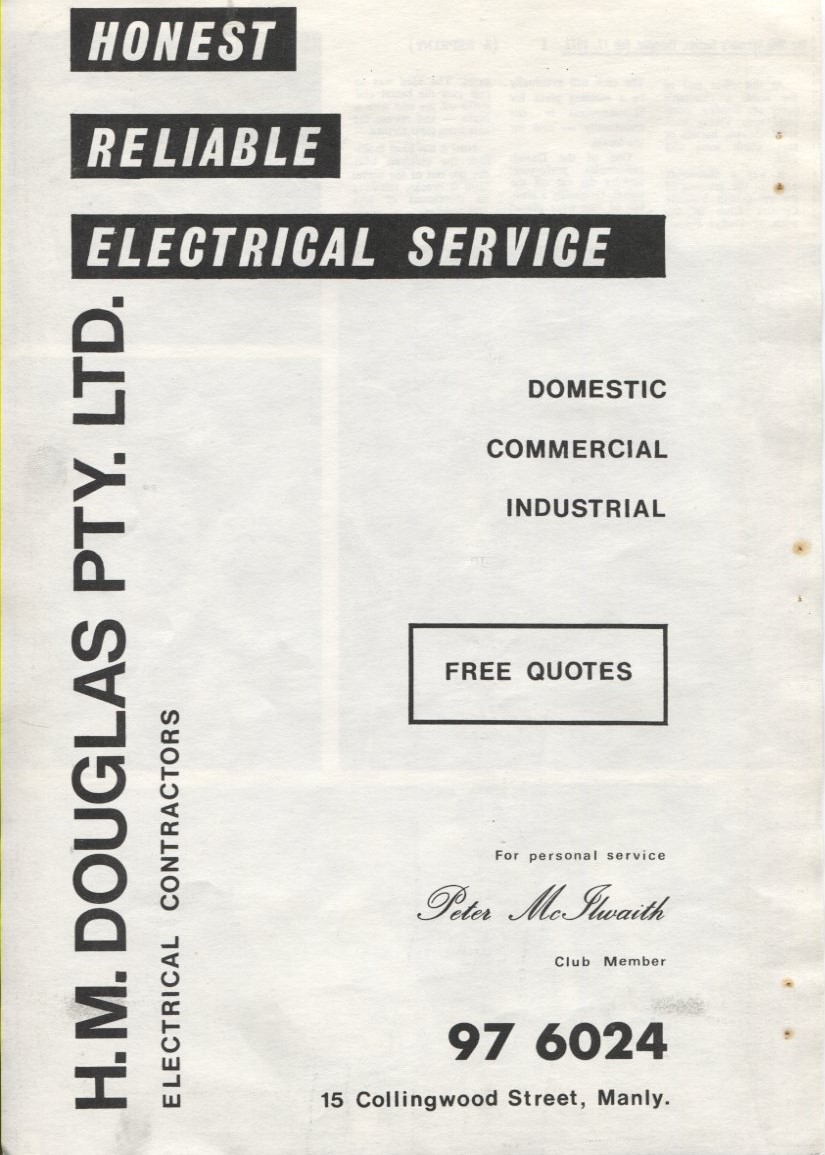 HONEST
RELIABLE
ELECTRICAL SERVICE
H.M. DOUGLAS PTY. LTD.
ELECTRICAL CONTRACTORS
DOMESTIC
COMMERCIAL
INDUSTRIAL
FREE QUOTES
For personal service
Peter McIlwaith
Club Member
97 6024
15 Collingwood Street, Manly.